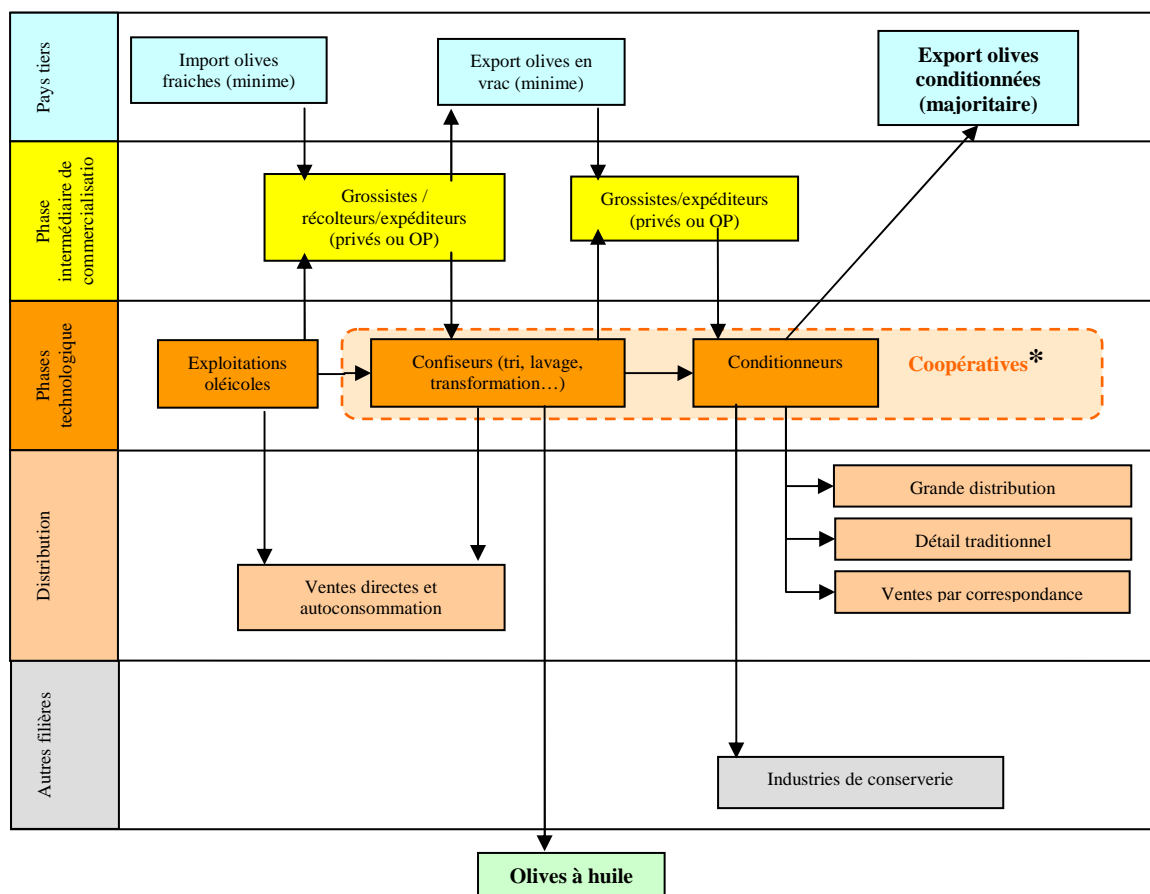 Pays tiers
Import olives
fraiches (minime)
Export olives en
vrac (minime)
Export olives
conditionnées
(majoritaire)
Phase
intermédiaire de
commercialisatio
Grossistes /
récolteurs/expéditeurs
(privés ou OP)
Grossistes/expéditeurs
(privés ou OP)
Phases
technologique
Exploitations
oléicoles
Confiseurs (tri, lavage,
transformation…)
Conditionneurs
Coopératives*
Distribution
Ventes directes et
autoconsommation
Grande distribution
Détail traditionnel
Ventes par correspondance
Autres filières
Industries de conserverie
Olives à huile